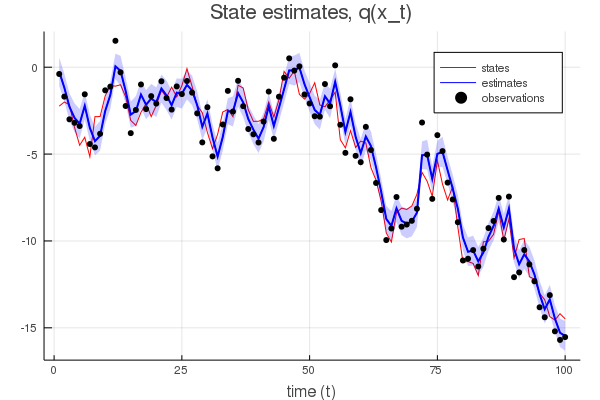 State estimates, q(x_t)
states
estimates
observations
0
-5
-10
-15
0 25 50 75 100
time (t)